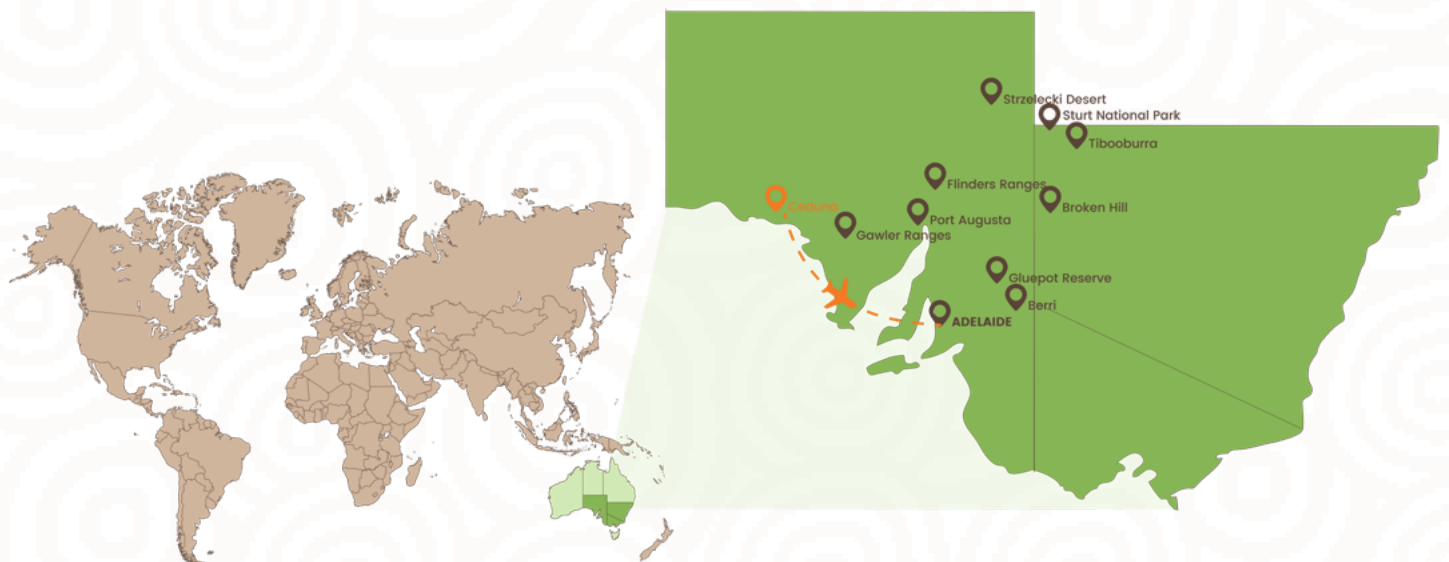 Strzelecki Desert
Sturt National Park
Tibooburra
Flinders Ranges
Ceduna
Broken Hill
Port Augusta
Gawler Ranges
Gluepot Reserve
Berri
ADELAIDE